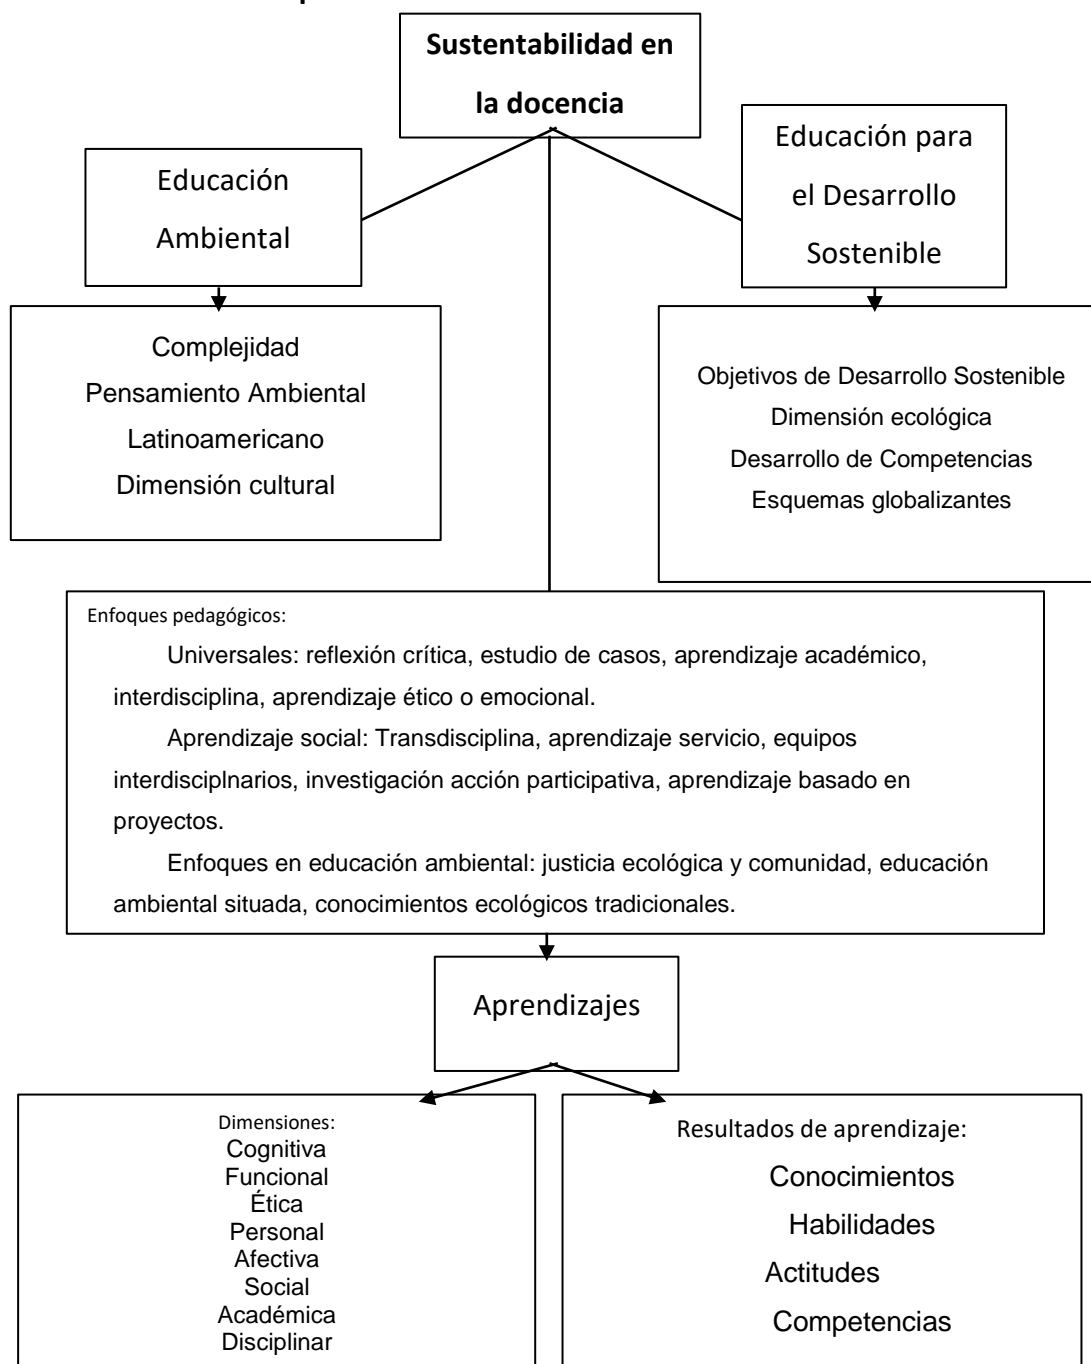 Sustentabilidad en
la docencia
Educación
Ambiental
Educación para
el Desarrollo
Sostenible
Complejidad
Pensamiento Ambiental
Latinoamericano
Dimensión cultural
Objetivos de Desarrollo Sostenible
Dimensión ecológica
Desarrollo de Competencias
Esquemas globalizantes
Enfoques pedagógicos:
Universales: reflexión crítica, estudio de casos, aprendizaje académico,
interdisciplina, aprendizaje ético o emocional.
Aprendizaje social: Transdisciplina, aprendizaje servicio, equipos
interdisciplnarios, investigación acción participativa, aprendizaje basado en
proyectos.
Enfoques en educación ambiental: justicia ecológica y comunidad, educación
ambiental situada, conocimientos ecológicos tradicionales.
Aprendizajes
Dimensiones:
Cognitiva
Funcional
Ética
Personal
Afectiva
Social
Académica
Disciplinar
Resultados de aprendizaje:
Conocimientos
Habilidades
Actitudes
Competencias